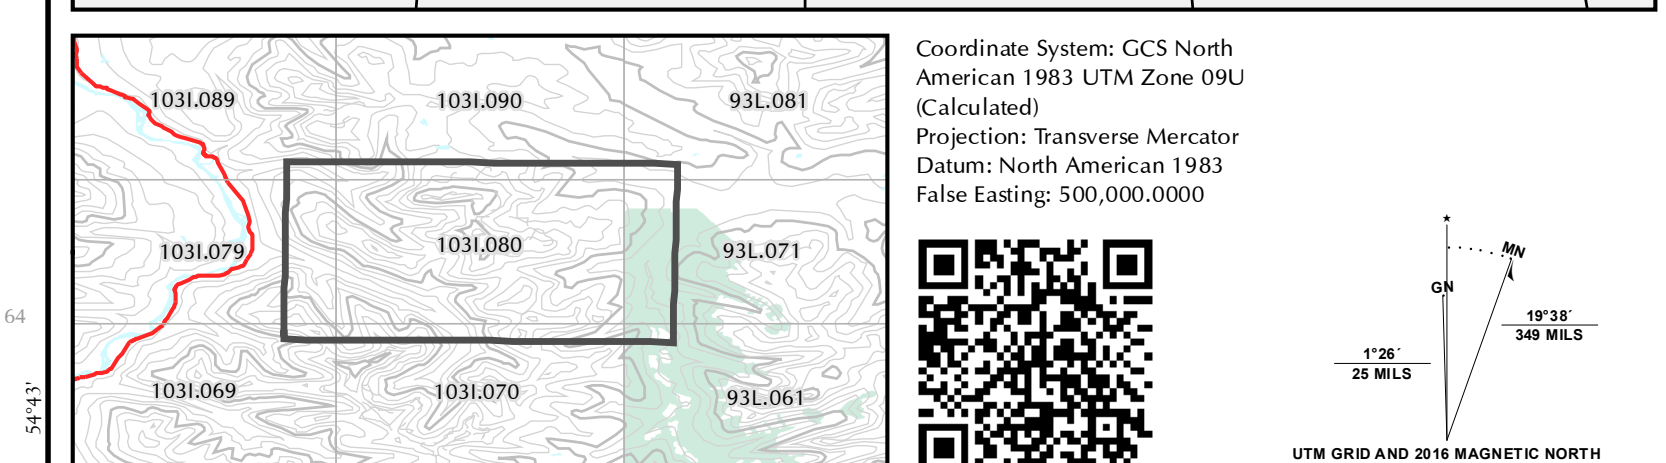 103I.089
103I.090
93L.081
103I.079
103I.080
93L.071
103I.069
103I.070
93L.061
64
54°43'
Coordinate System: GCS North
American 1983 UTM Zone 09U
(Calculated)
Projection: Transverse Mercator
Datum: North American 1983
False Easting: 500,000.0000
MN
GN
19°38´
349 MILS
1°26´
25 MILS
UTM GRID AND 2016 MAGNETIC NORTH